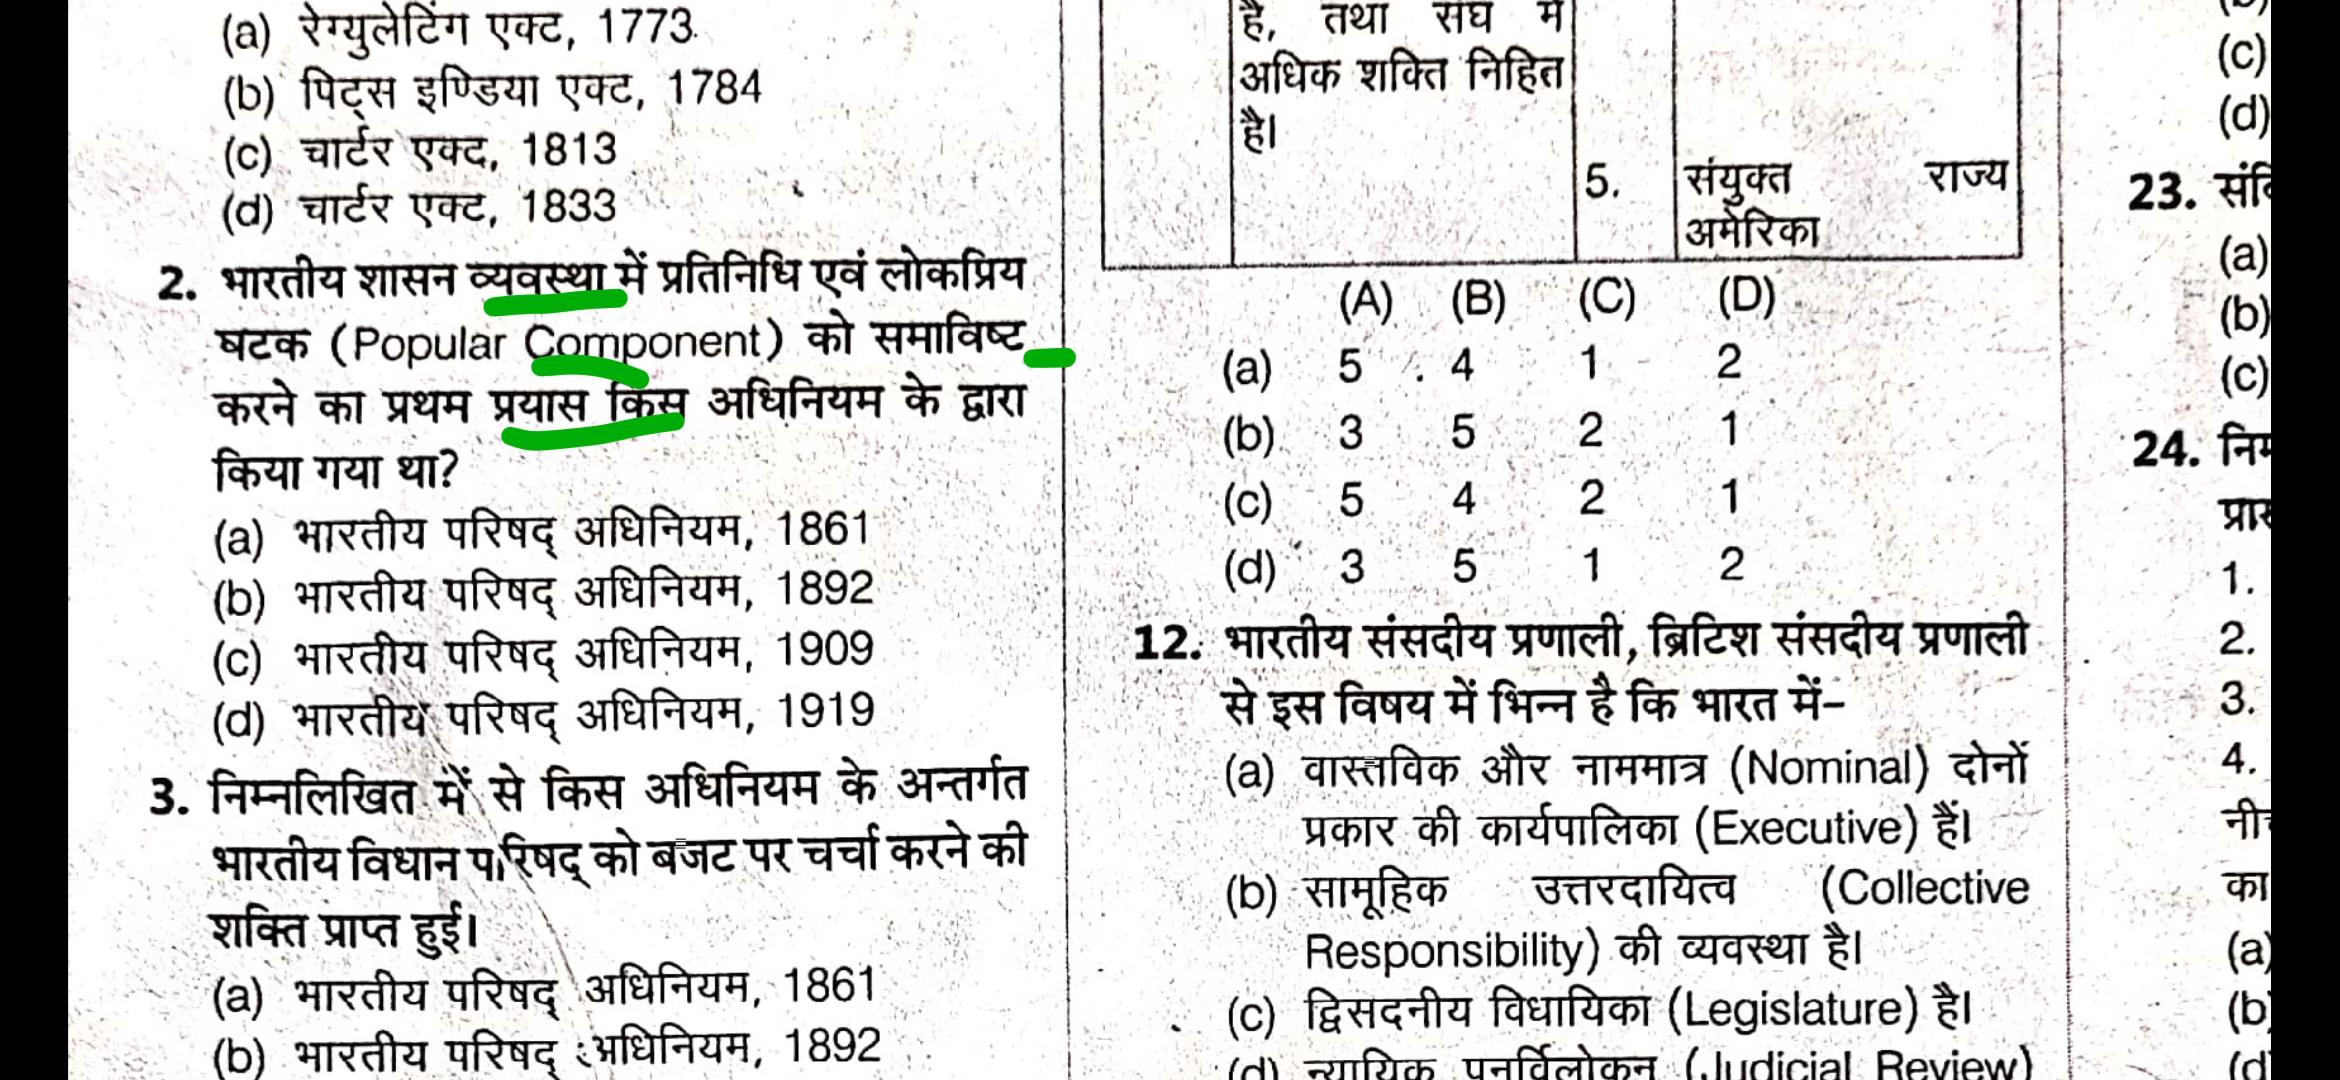 (a) रेग्युलेटिंग एक्ट, 1773
(b) पिट्स इण्डिया एक्ट, 1784
(c) चार्टर एक्ट, 1813
(d) चार्टर एक्ट, 1833
2. भारतीय शासन व्यवस्था में प्रतिनिधि एवं लोकप्रिय
घटक (Popular Component) को समाविष्ट
करने का प्रथम प्रयास किस अधिनियम के द्वारा
किया गया था?
(a) भारतीय परिषद् अधिनियम, 1861
(b) भारतीय परिषद् अधिनियम, 1892
(c) भारतीय परिषद् अधिनियम, 1909
(d) भारतीय परिषद् अधिनियम, 1919
3. निम्नलिखित में से किस अधिनियम के अन्तर्गत
भारतीय विधान परिषद् को बजट पर चर्चा करने की
शक्ति प्राप्त हुई।
(a) भारतीय परिषद् अधिनियम, 1861
(b) भारतीय परिषद् अधिनियम, 1892
है, तथा संघ में
अधिक शक्ति निहित
है।
5. संयुक्त राज्य
अमेरिका
(A) (B) (C) (D)
(a) 5 4 1 2
(b) 3 5 2 1
(c) 5 4 2 1
(d) 3 5 1 2
12. भारतीय संसदीय प्रणाली, ब्रिटिश संसदीय प्रणाली
से इस विषय में भिन्न है कि भारत में-
(a) वास्तविक और नाममात्र (Nominal) दोनों
प्रकार की कार्यपालिका (Executive) हैं।
(b) सामूहिक उत्तरदायित्व (Collective
Responsibility) की व्यवस्था है।
(c) द्विसदनीय विधायिका (Legislature) है।
(d) न्यायिक पुनर्विलोकन (Judicial Review)
(c)
(d)
23.
(a)
(b)
(c)
24.
1.
2.
3.
4.
का
(a)
(b)
(d)